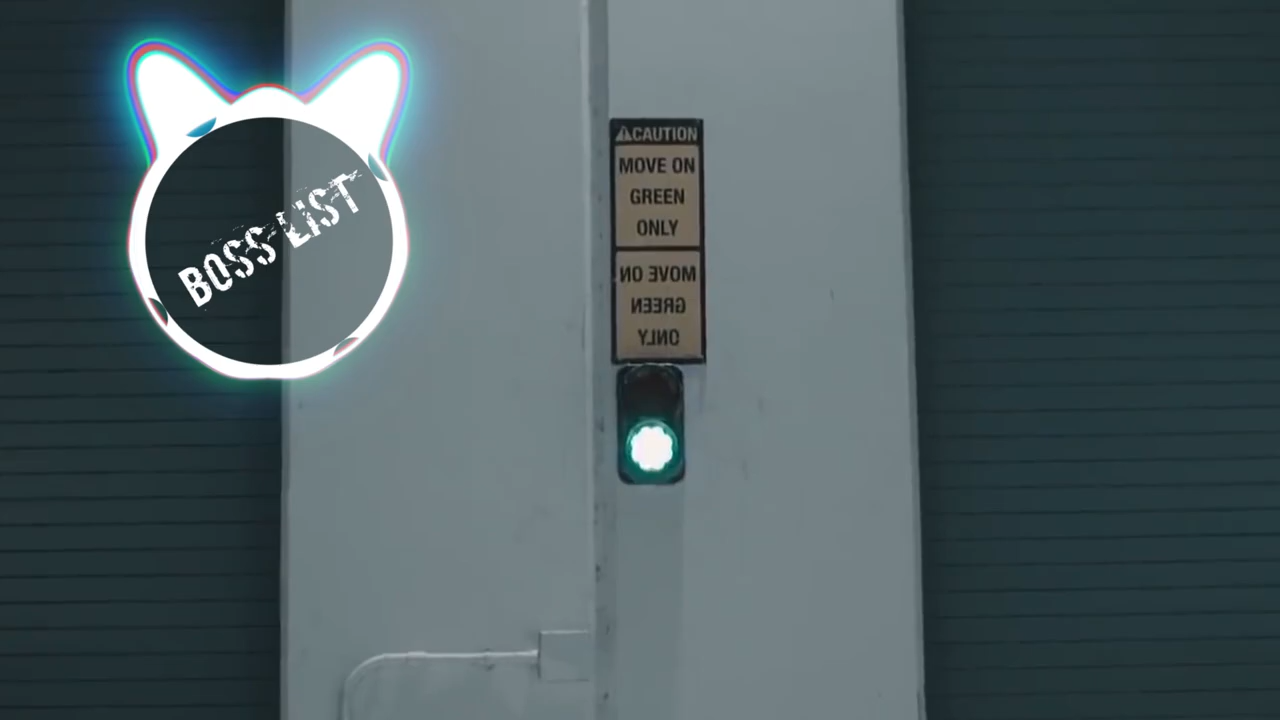 BOSS LIST
CAUTION
MOVE ON
GREEN
ONLY
MOVE ON
GREEN
ONLY